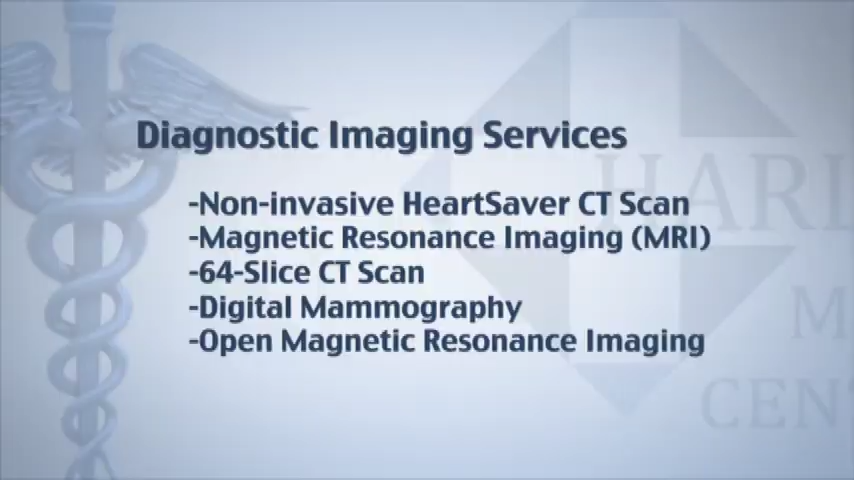 Diagnostic Imaging Services
-Non-invasive HeartSaver CT Scan
-Magnetic Resonance Imaging (MRI)
-64-Slice CT Scan
-Digital Mammography
-Open Magnetic Resonance Imaging